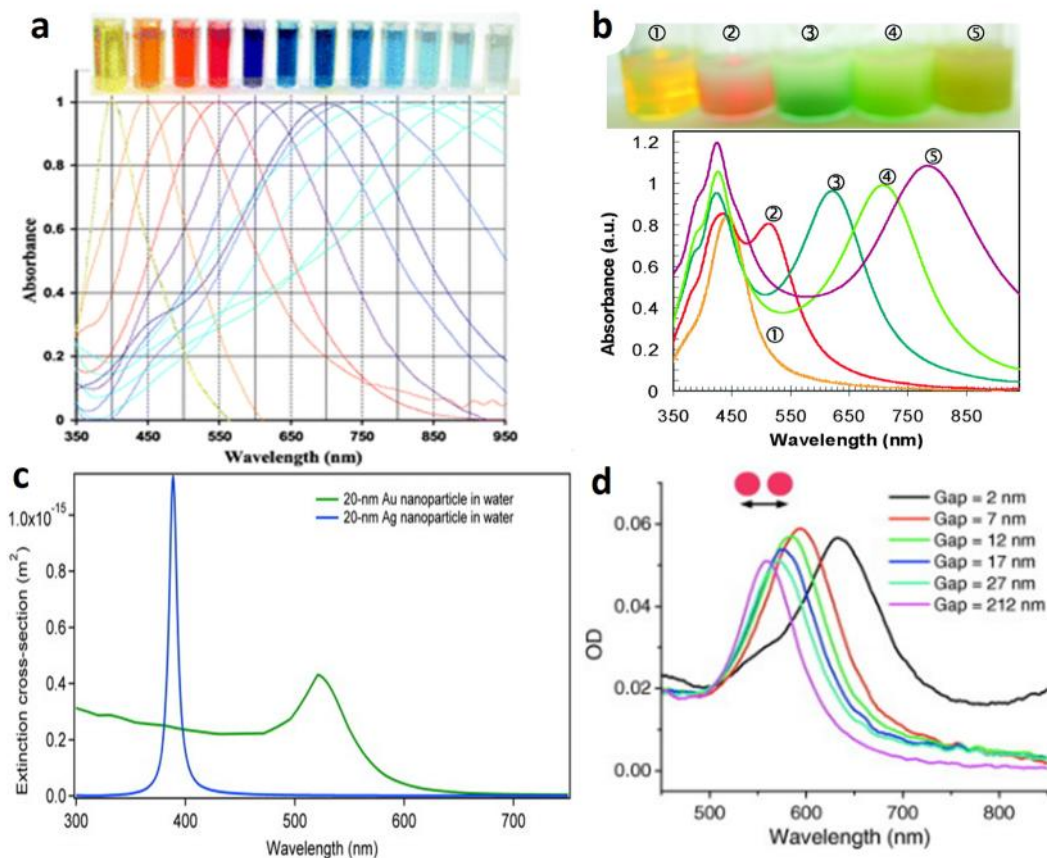 a
1
0.8
0.6
0.4
0.2
0
Absorbance
350 450 550 650 750 850 950
Wavelength (nm)
b
① ② ③ ④ ⑤
1.2
1
0.8
0.6
0.4
0.2
0
Absorbance (a.u.)
① ② ③ ④ ⑤
350 450 550 650 750 850
Wavelength (nm)
c
1.0x10⁻¹⁵
0.8
0.6
0.4
0.2
0.0
Extinction cross-section (m²)
20-nm Au nanoparticle in water
20-nm Ag nanoparticle in water
300 400 500 600 700
Wavelength (nm)
d
Gap = 2 nm
Gap = 7 nm
Gap = 12 nm
Gap = 17 nm
Gap = 27 nm
Gap = 212 nm
0.06
0.04
0.02
0.00
OD
500 600 700 800
Wavelength (nm)